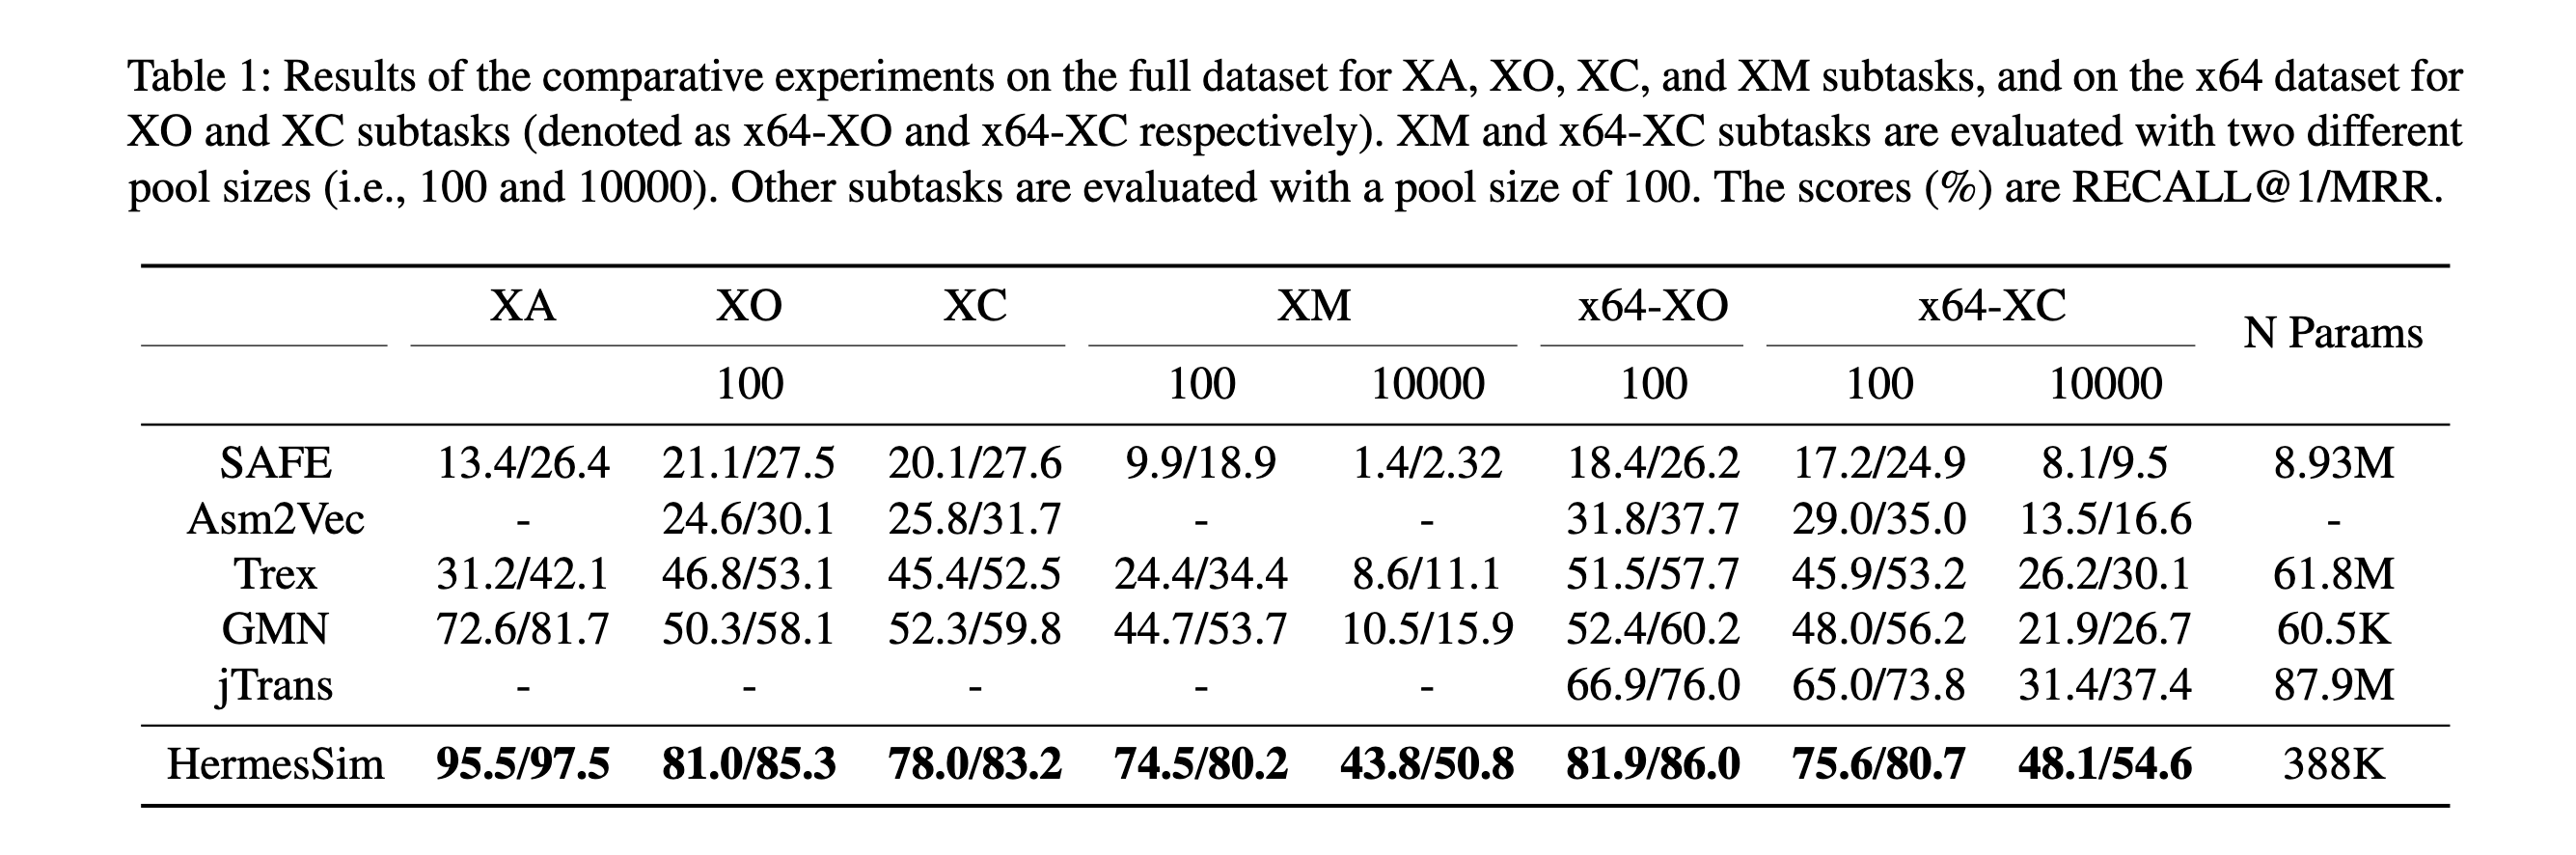 Table 1: Results of the comparative experiments on the full dataset for XA, XO, XC, and XM subtasks, and on the x64 dataset for
XO and XC subtasks (denoted as x64-XO and x64-XC respectively). XM and x64-XC subtasks are evaluated with two different
pool sizes (i.e., 100 and 10000). Other subtasks are evaluated with a pool size of 100. The scores (%) are RECALL@1/MRR.
XA XO XC XM x64-XO x64-XC N Params
100 100 10000 100 100 10000
SAFE 13.4/26.4 21.1/27.5 20.1/27.6 9.9/18.9 1.4/2.32 18.4/26.2 17.2/24.9 8.1/9.5 8.93M
Asm2Vec - 24.6/30.1 25.8/31.7 - - 31.8/37.7 29.0/35.0 13.5/16.6 -
Trex 31.2/42.1 46.8/53.1 45.4/52.5 24.4/34.4 8.6/11.1 51.5/57.7 45.9/53.2 26.2/30.1 61.8M
GMN 72.6/81.7 50.3/58.1 52.3/59.8 44.7/53.7 10.5/15.9 52.4/60.2 48.0/56.2 21.9/26.7 60.5K
jTrans - - - - - 66.9/76.0 65.0/73.8 31.4/37.4 87.9M
HermesSim 95.5/97.5 81.0/85.3 78.0/83.2 74.5/80.2 43.8/50.8 81.9/86.0 75.6/80.7 48.1/54.6 388K